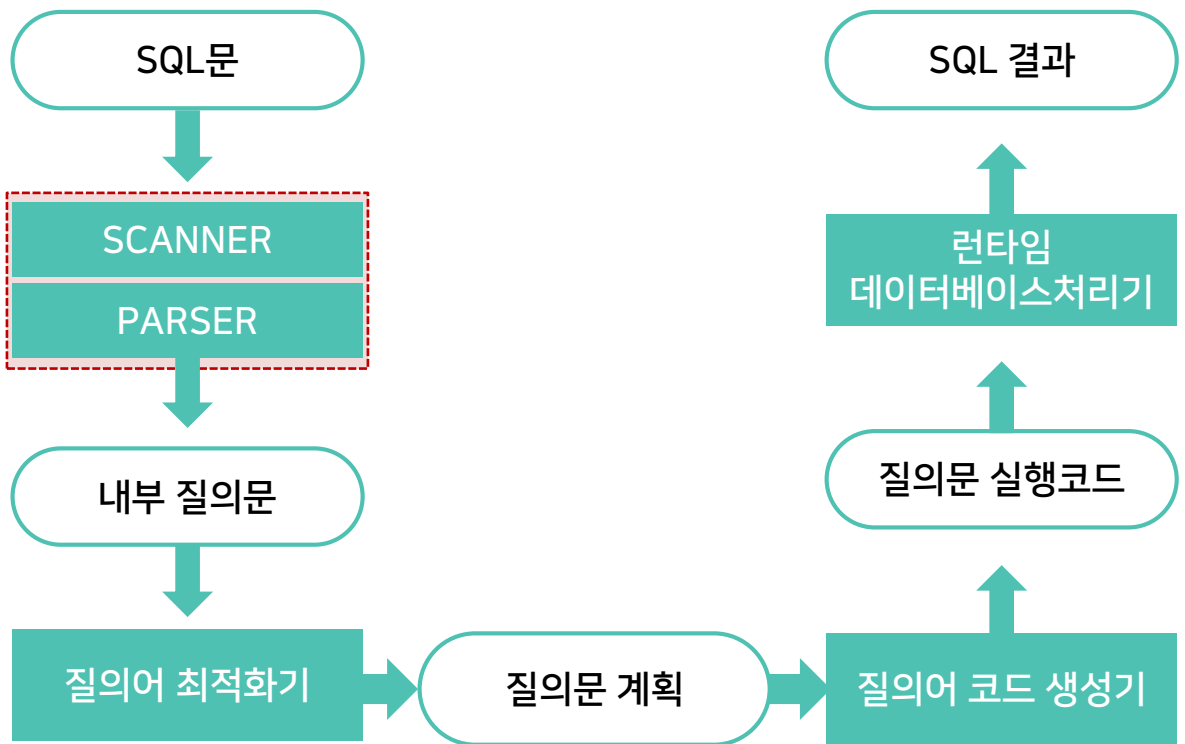 SQL문
SCANNER
PARSER
내부 질의문
질의어 최적화기
질의문 계획
질의어 코드 생성기
질의문 실행코드
런타임
데이터베이스처리기
SQL 결과